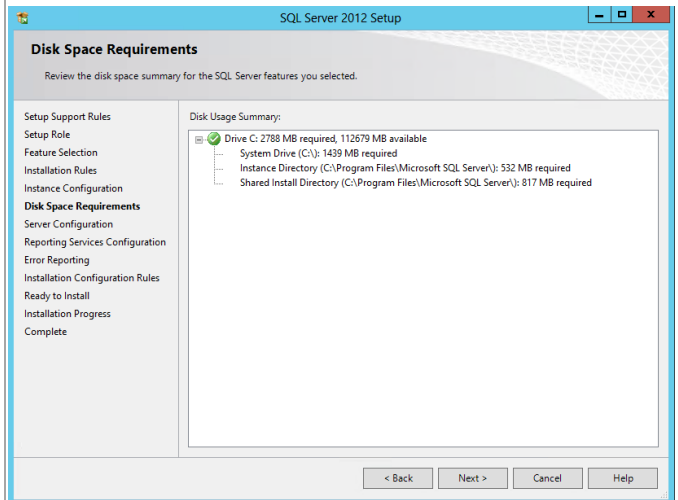 SQL Server 2012 Setup
Disk Space Requirements
Review the disk space summary for the SQL Server features you selected.
Setup Support Rules
Setup Role
Feature Selection
Installation Rules
Instance Configuration
Disk Space Requirements
Server Configuration
Reporting Services Configuration
Error Reporting
Installation Configuration Rules
Ready to Install
Installation Progress
Complete
Disk Usage Summary:
Drive C: 2788 MB required, 112679 MB available
System Drive (C:\): 1439 MB required
Instance Directory (C:\Program Files\Microsoft SQL Server\): 532 MB required
Shared Install Directory (C:\Program Files\Microsoft SQL Server\): 817 MB required
< Back
Next >
Cancel
Help